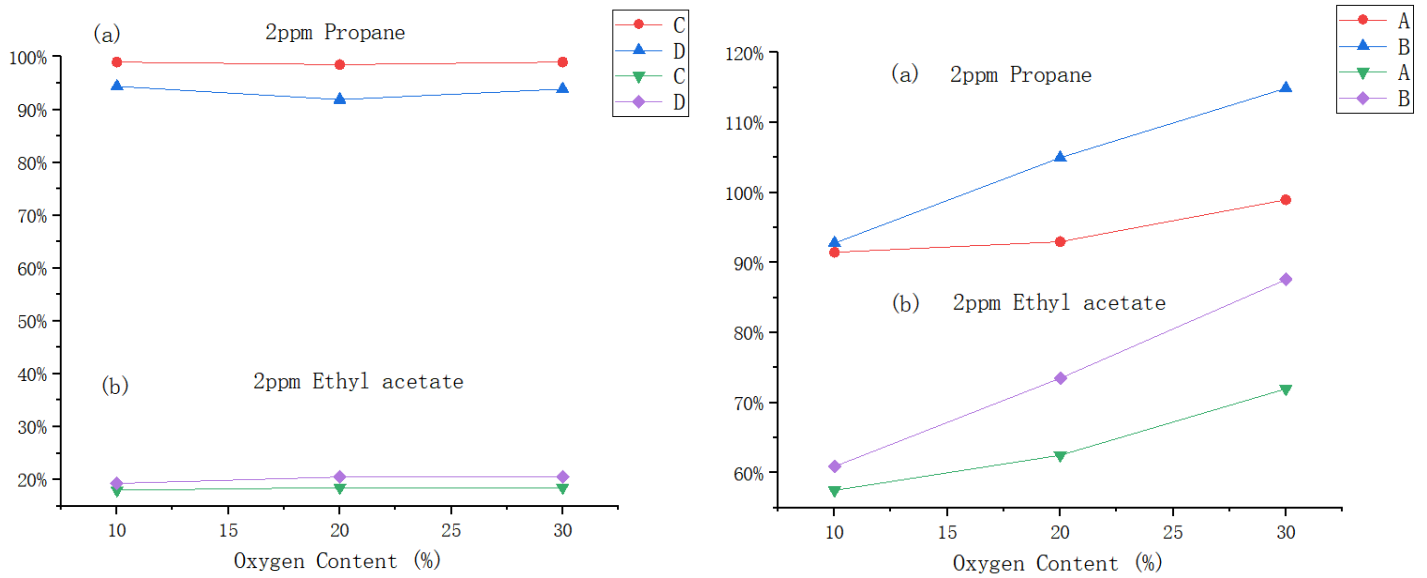 (a) 2ppm Propane
C
D
C
D
100%
90%
80%
70%
60%
50%
40%
30%
20%
(b) 2ppm Ethyl acetate
10 15 20 25 30
Oxygen Content (%)
A
B
A
B
120%
110%
100%
90%
80%
70%
60%
(a) 2ppm Propane
(b) 2ppm Ethyl acetate
10 15 20 25 30
Oxygen Content (%)